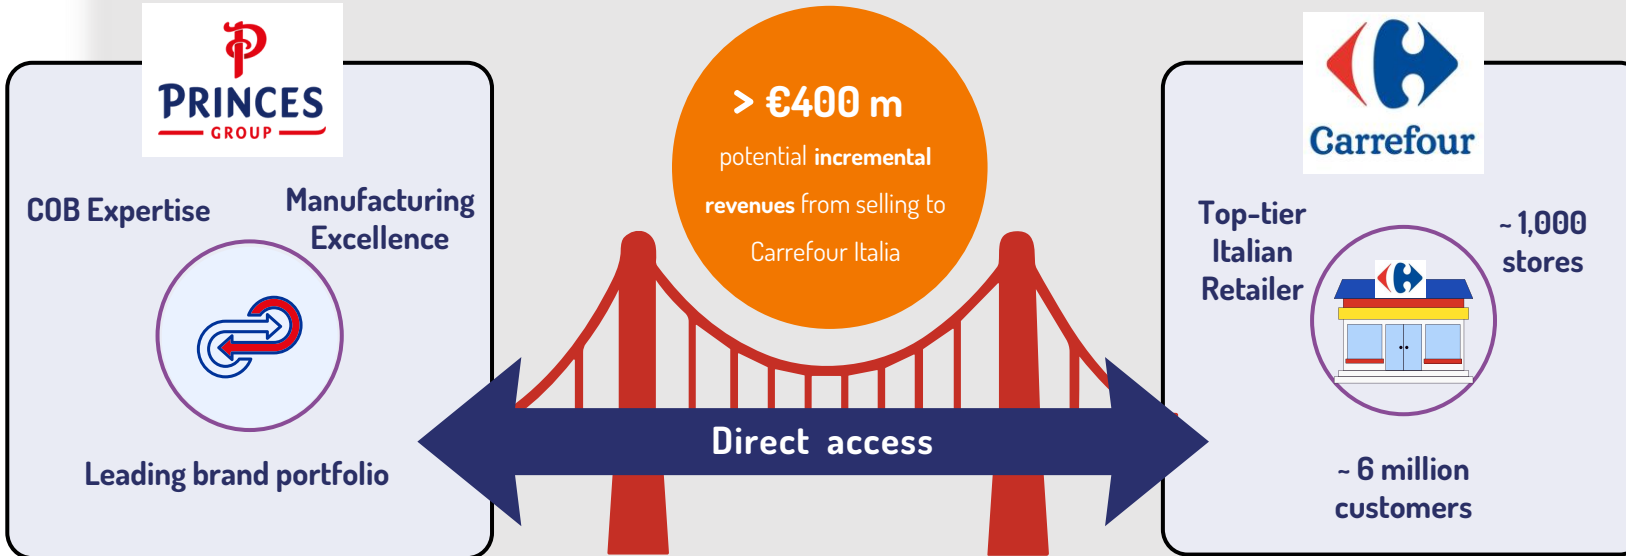 PRINCES
GROUP
COB Expertise
Manufacturing
Excellence
Leading brand portfolio
> €400 m
potential incremental
revenues from selling to
Carrefour Italia
Direct access
Carrefour
Top-tier
Italian
Retailer
~ 1,000
stores
~ 6 million
customers